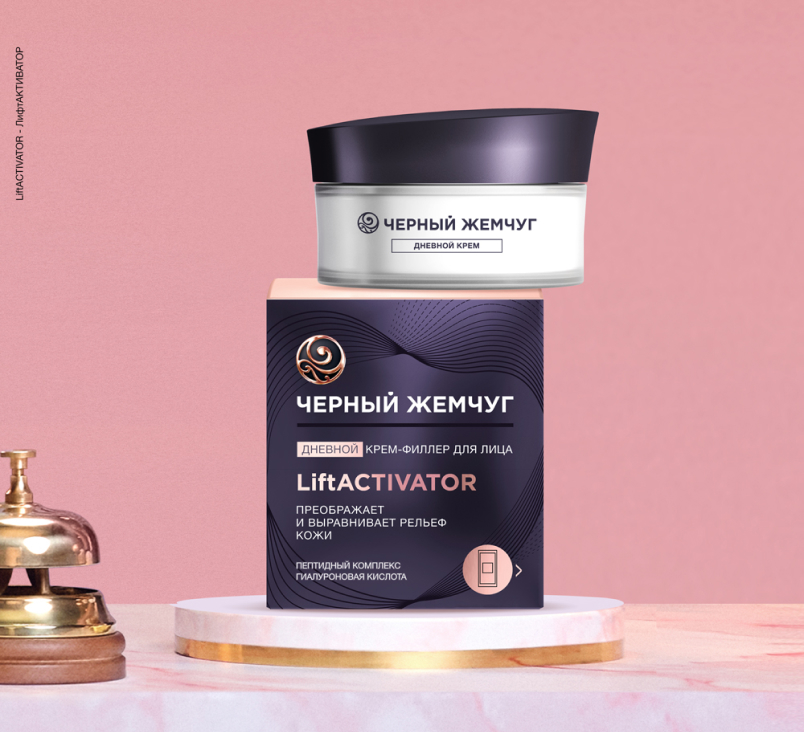 LiftACTIVATOR - ЛифтАКТИВАТОР
ЧЕРНЫЙ ЖЕМЧУГ
ДНЕВНОЙ КРЕМ
ЧЕРНЫЙ ЖЕМЧУГ
ДНЕВНОЙ КРЕМ-ФИЛЛЕР ДЛЯ ЛИЦА
LiftACTIVATOR
ПРЕОБРАЖАЕТ
И ВЫРАВНИВАЕТ РЕЛЬЕФ
КОЖИ
ПЕПТИДНЫЙ КОМПЛЕКС
ГИАЛУРОНОВАЯ КИСЛОТА